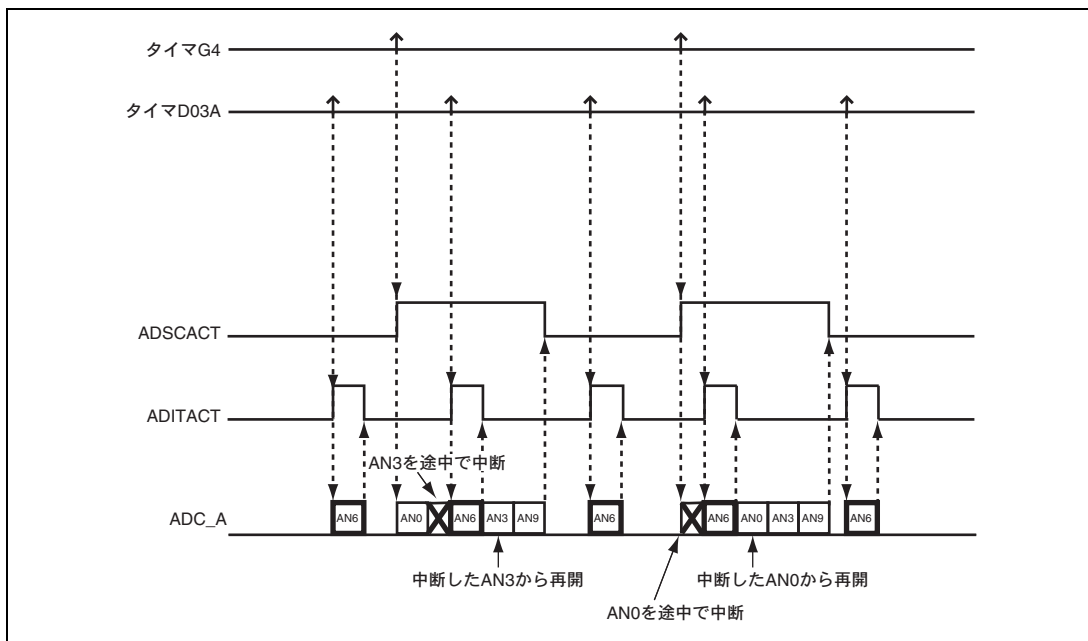 タイマG4
タイマD03A
ADSCACT
ADITACT
AN3を途中で中断
ADC_A
AN6
AN0
AN6
AN3
AN9
AN6
AN6
AN0
AN3
AN9
AN6
中断したAN3から再開
中断したAN0から再開
AN0を途中で中断